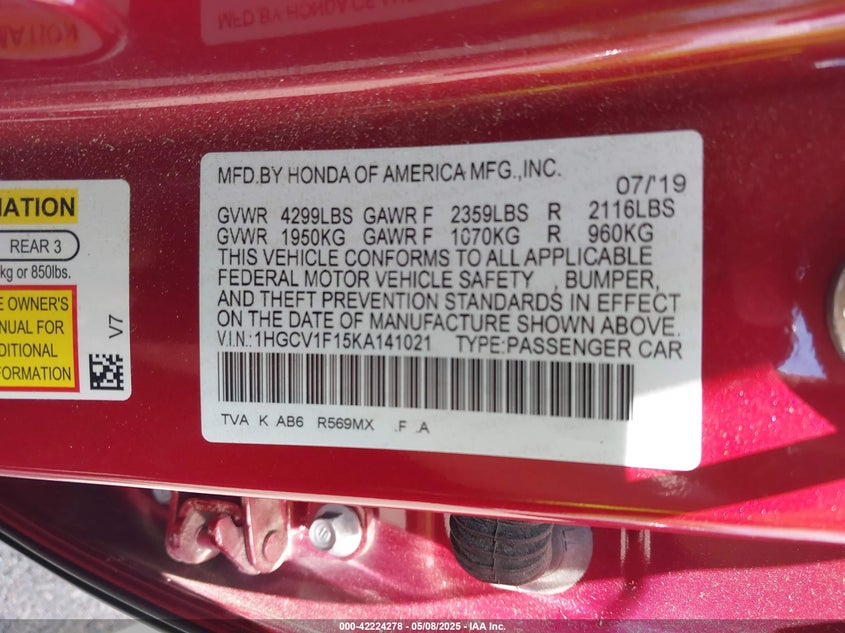 MFD.BY HONDA OF AMERICA MFG.,INC.
07/'19
GVWR 4299LBS GAWR F 2359LBS R 2116LBS
GVWR 1950KG GAWR F 1070KG R 960KG
THIS VEHICLE CONFORMS TO ALL APPLICABLE
FEDERAL MOTOR VEHICLE SAFETY , BUMPER,
AND THEFT PREVENTION STANDARDS IN EFFECT
ON THE DATE OF MANUFACTURE SHOWN ABOVE.
V.I.N.:1HGCV1F15KA141021 TYPE:PASSENGER CAR
TVA K AB6 R569MX .F .A
MATION
REAR 3
kg or 850lbs.
E OWNER'S
NUAL FOR
DITIONAL
FORMATION
V7
000-42224278 - 05/08/2025 - IAA Inc.